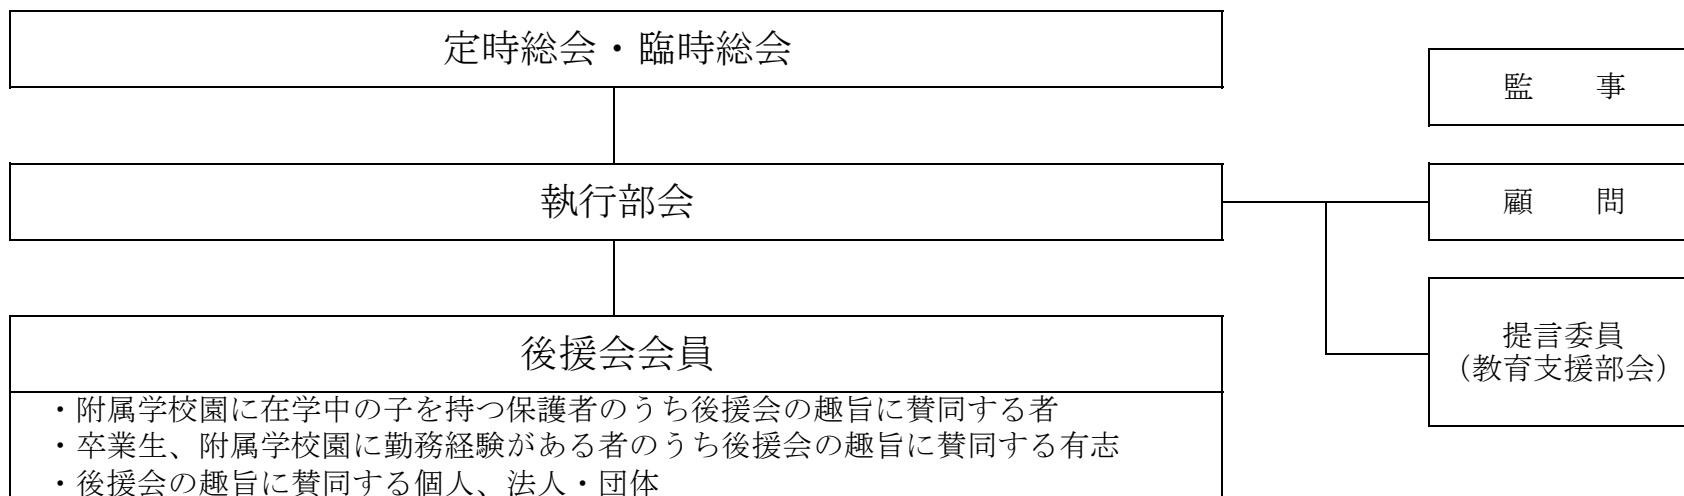 定時総会・臨時総会
監　　事
執行部会
顧　　問
後援会会員
提言委員
（教育支援部会）
・附属学校園に在学中の子を持つ保護者のうち後援会の趣旨に賛同する者
・卒業生、附属学校園に勤務経験がある者のうち後援会の趣旨に賛同する有志
・後援会の趣旨に賛同する個人、法人・団体